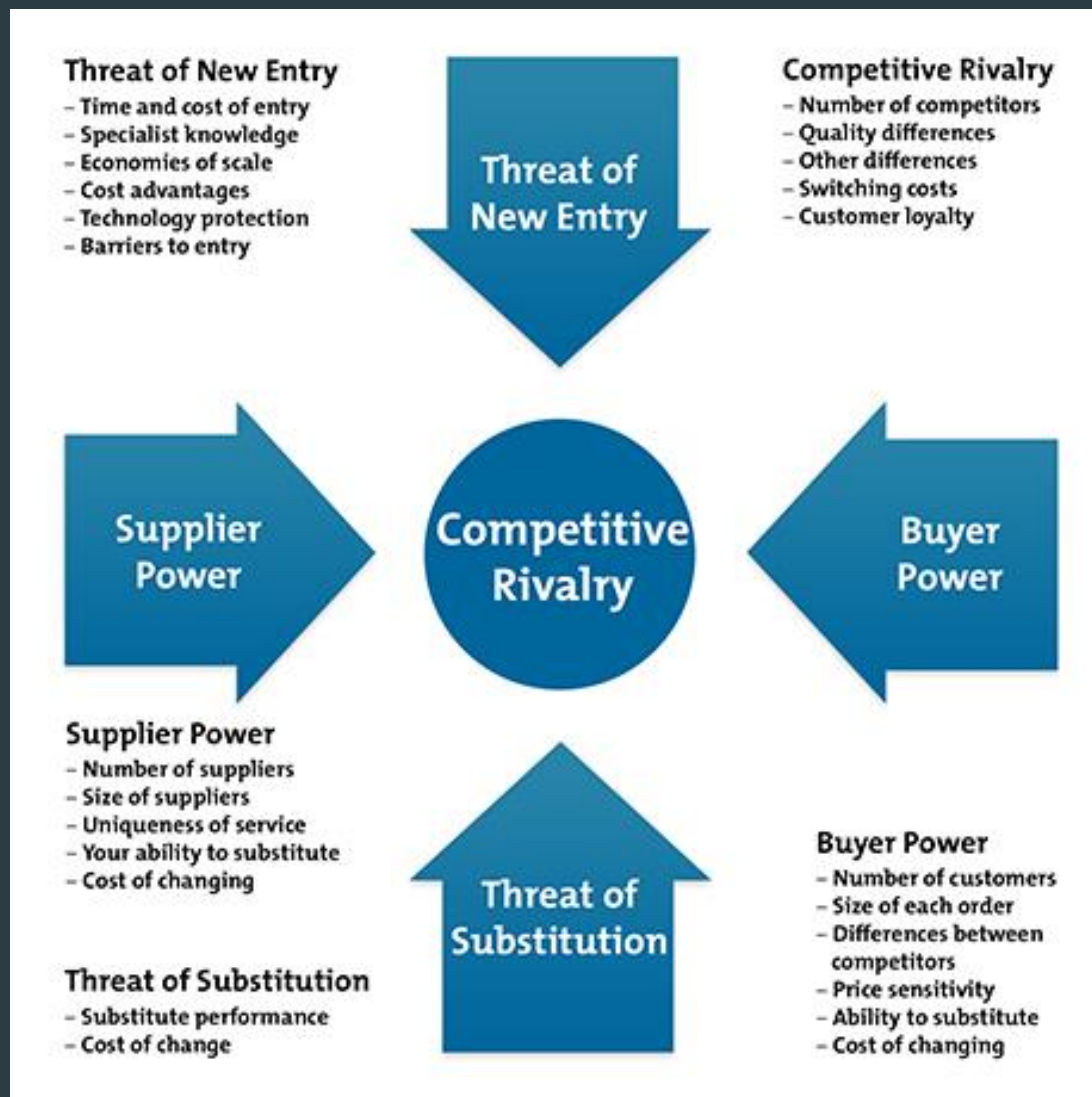 Threat of New Entry
– Time and cost of entry
– Specialist knowledge
– Economies of scale
– Cost advantages
– Technology protection
– Barriers to entry
Threat of
New Entry
Competitive Rivalry
– Number of competitors
– Quality differences
– Other differences
– Switching costs
– Customer loyalty
Supplier
Power
Competitive
Rivalry
Buyer
Power
Supplier Power
– Number of suppliers
– Size of suppliers
– Uniqueness of service
– Your ability to substitute
– Cost of changing
Threat of Substitution
– Substitute performance
– Cost of change
Threat of
Substitution
Buyer Power
– Number of customers
– Size of each order
– Differences between
competitors
– Price sensitivity
– Ability to substitute
– Cost of changing